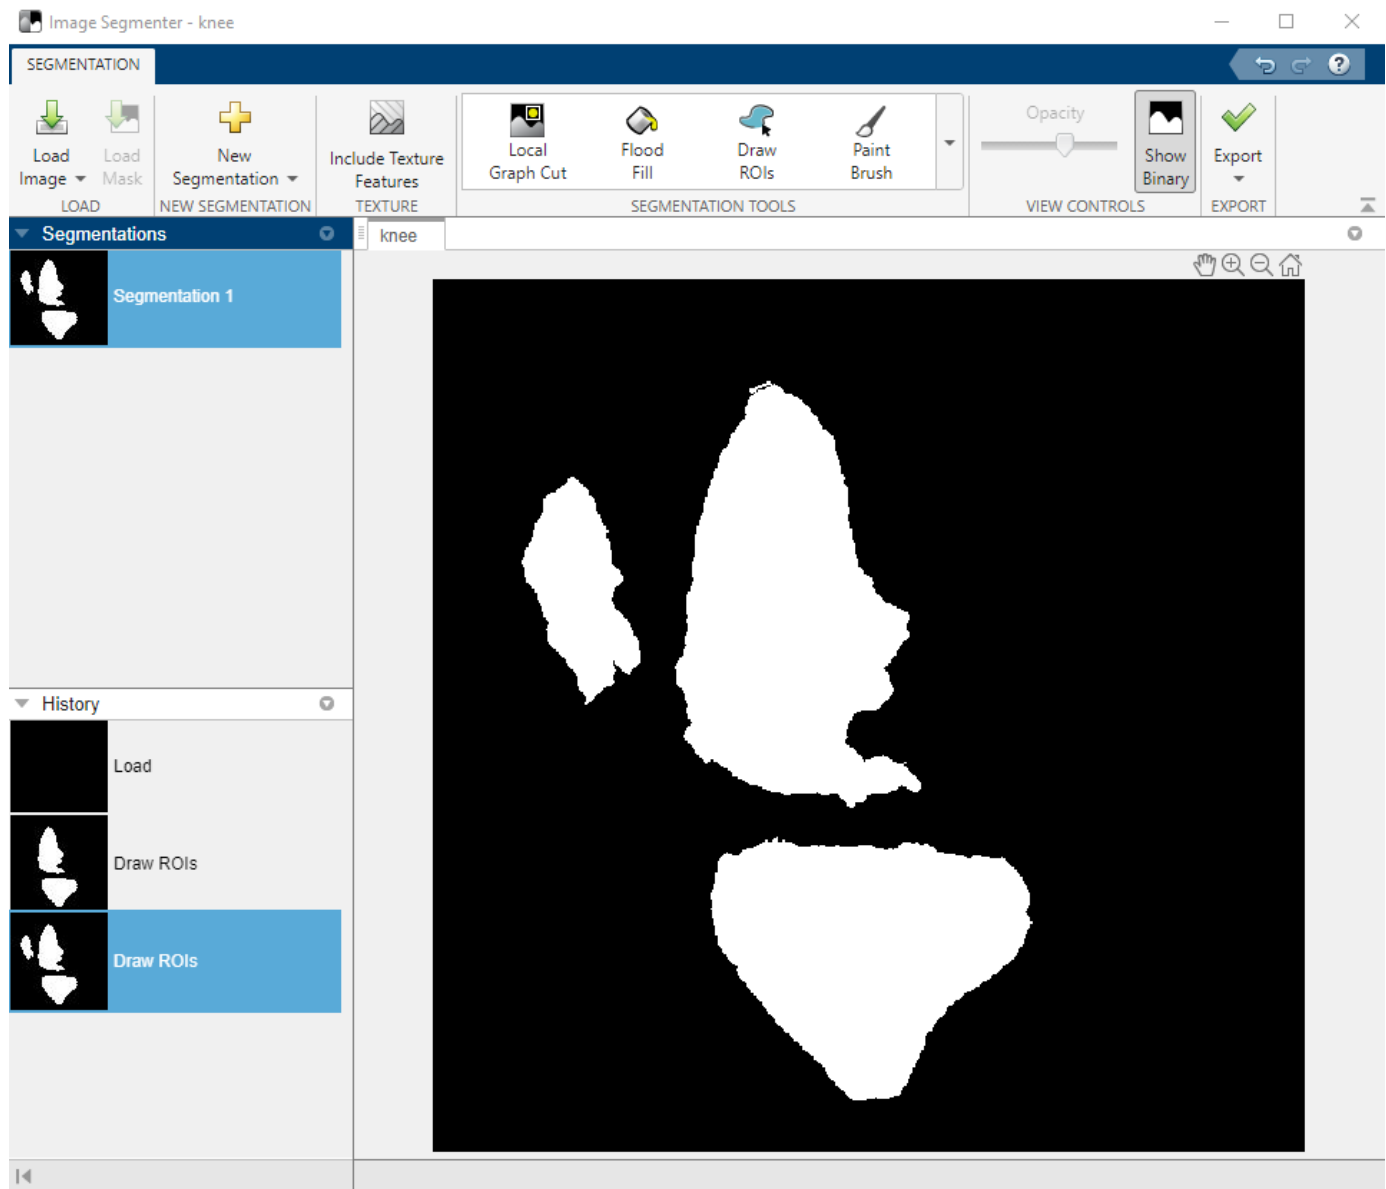 Image Segmenter - knee
SEGMENTATION
Load
Image
Load
Mask
New
Segmentation
Include Texture
Features
Local
Graph Cut
Flood
Fill
Draw
ROIs
Paint
Brush
Opacity
Show
Binary
Export
LOAD
NEW SEGMENTATION
TEXTURE
SEGMENTATION TOOLS
VIEW CONTROLS
EXPORT
Segmentations
knee
Segmentation 1
History
Load
Draw ROIs
Draw ROIs